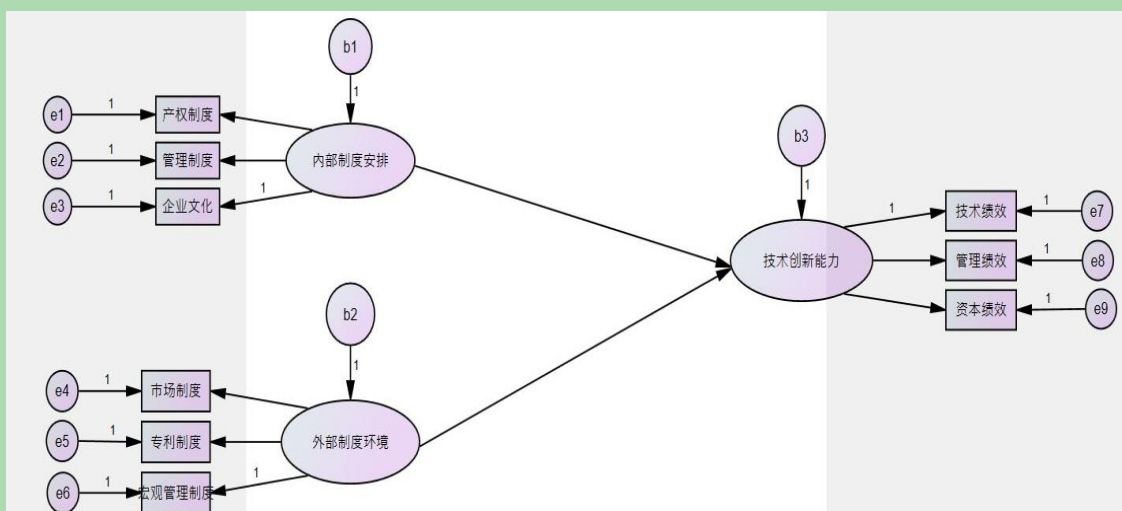 b1
1
e1
1
产权制度
e2
1
管理制度
内部制度安排
e3
1
企业文化
1
b3
1
技术绩效
1
1
e7
技术创新能力
管理绩效
1
e8
资本绩效
1
e9
b2
1
e4
1
市场制度
e5
1
专利制度
外部制度环境
e6
1
宏观管理制度
1